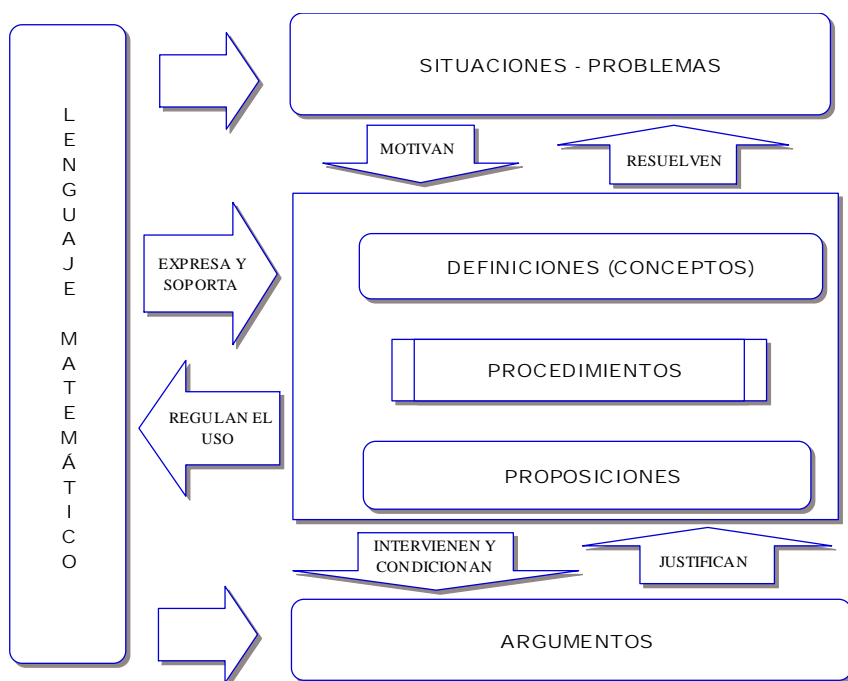 LENGUAJE MATEMÁTICO
SITUACIONES - PROBLEMAS
MOTIVAN
RESUELVEN
EXPRESA Y
SOPORTA
DEFINICIONES (CONCEPTOS)
PROCEDIMIENTOS
REGULAN EL
USO
PROPOSICIONES
INTERVIENEN Y
CONDICIONAN
JUSTIFICAN
ARGUMENTOS